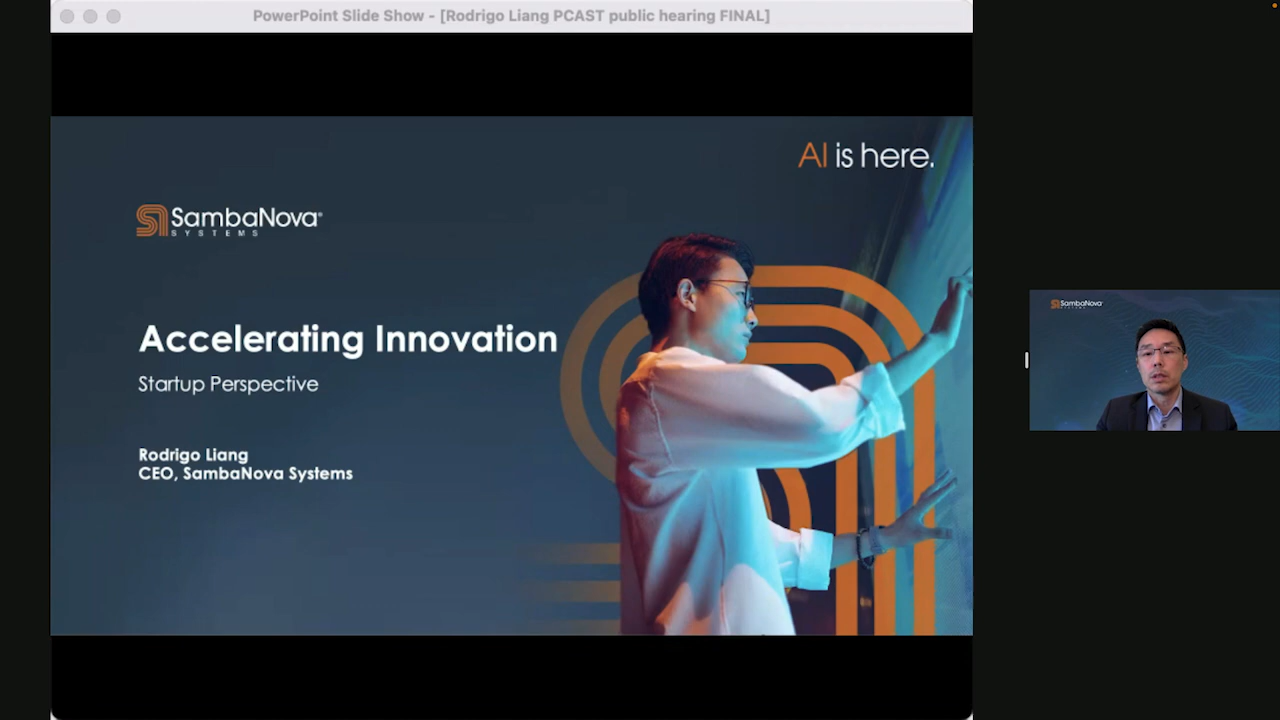 PowerPoint Slide Show - [Rodrigo Liang PCAST public hearing FINAL]
AI is here.
SambaNova®
SYSTEMS
Accelerating Innovation
Startup Perspective
Rodrigo Liang
CEO, SambaNova Systems
SambaNova
SYSTEMS